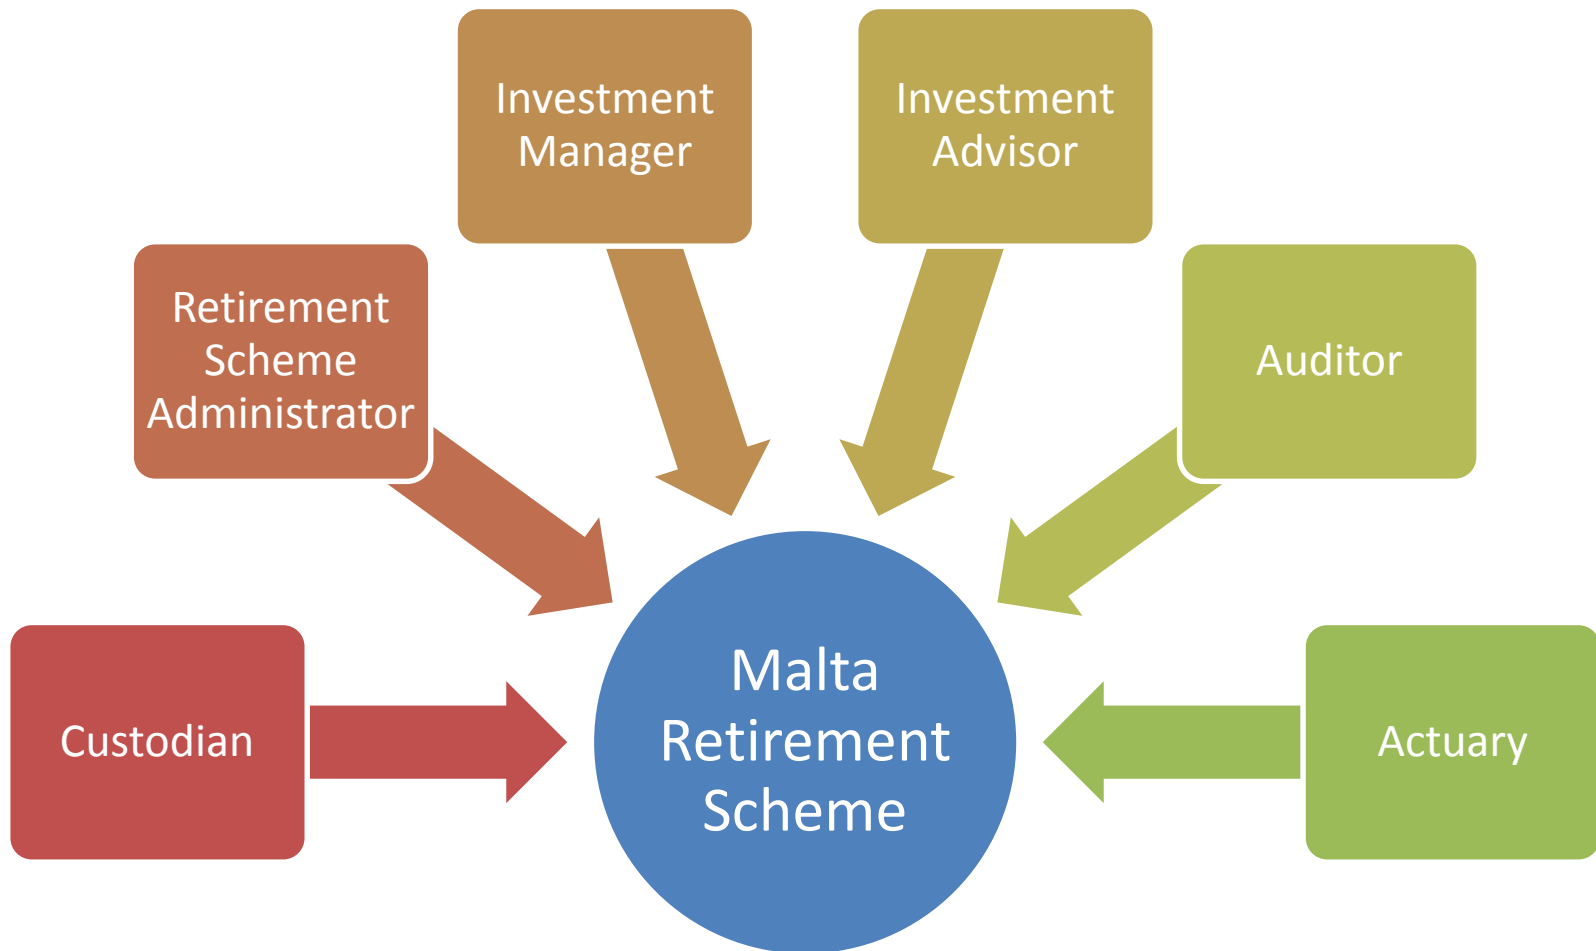 Investment
Manager
Investment
Advisor
Retirement
Scheme
Administrator
Auditor
Custodian
Malta
Retirement
Scheme
Actuary